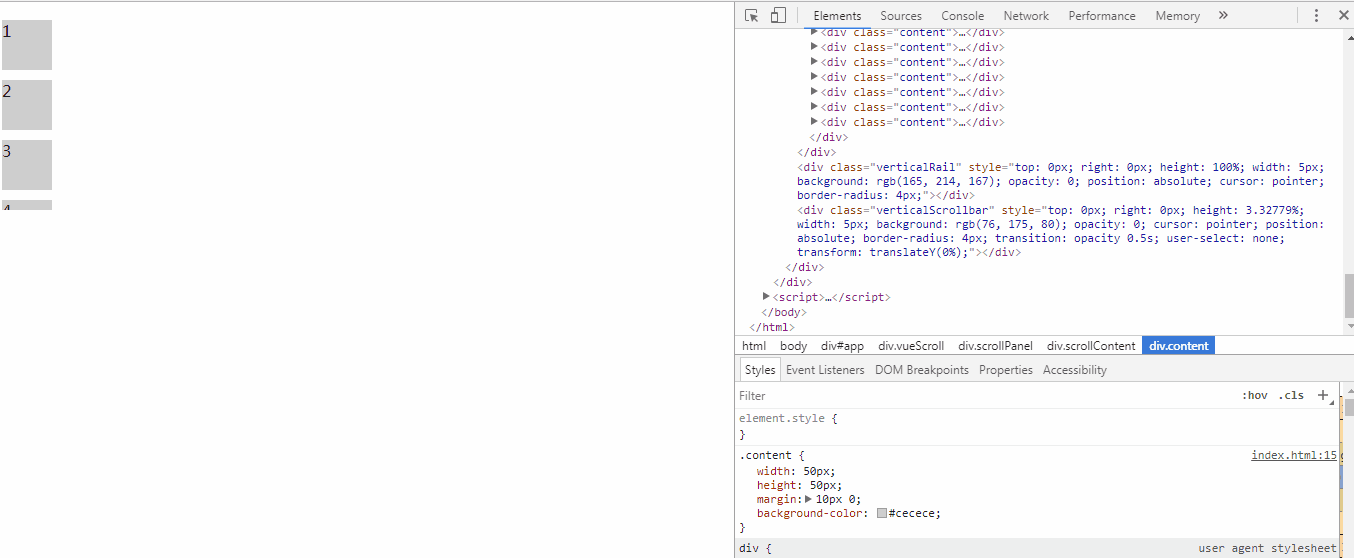 1
2
3
4
Elements Sources Console Network Performance Memory »
<div class="content">…</div>
<div class="content">…</div>
<div class="content">…</div>
<div class="content">…</div>
<div class="content">…</div>
<div class="content">…</div>
<div class="content">…</div>
</div>
</div>
<div class="verticalRail" style="top: 0px; right: 0px; height: 100%; width: 5px;
background: rgb(165, 214, 167); opacity: 0; position: absolute; cursor: pointer;
border-radius: 4px;"></div>
<div class="verticalScrollbar" style="top: 0px; right: 0px; height: 3.32779%;
width: 5px; background: rgb(76, 175, 80); opacity: 0; cursor: pointer; position:
absolute; border-radius: 4px; transition: opacity 0.5s; user-select: none;
transform: translateY(0%);"></div>
</div>
</div>
<script>…</script>
</body>
</html>
html body div#app div.vueScroll div.scrollPanel div.scrollContent div.content
Styles Event Listeners DOM Breakpoints Properties Accessibility
Filter :hov .cls +
element.style {
}
.content { index.html:15
width: 50px;
height: 50px;
margin: 10px 0;
background-color: #cecece;
}
div { user agent stylesheet